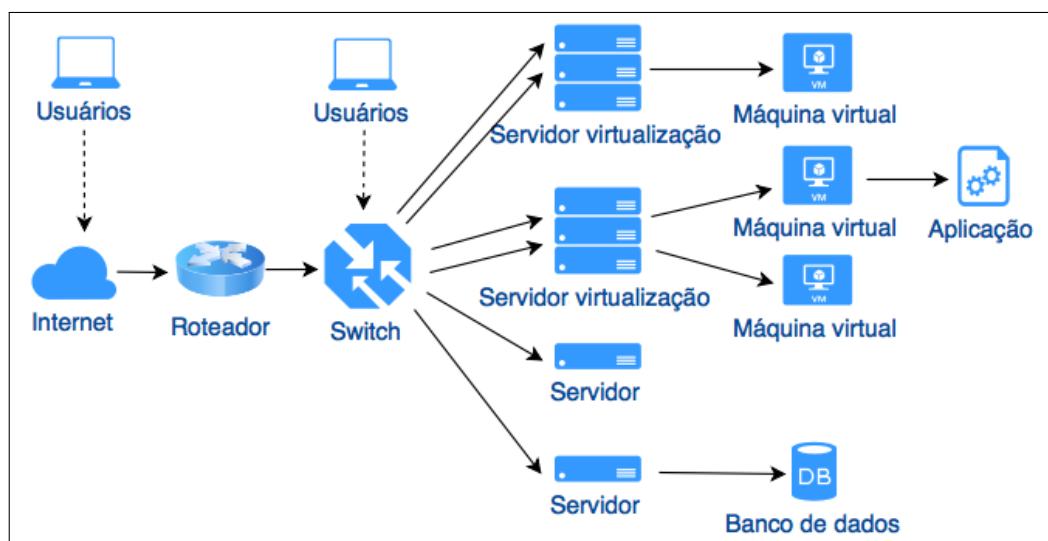 Usuários
Usuários
Servidor virtualização
VM
Máquina virtual
VM
Máquina virtual
Aplicação
Internet
Roteador
Switch
Servidor virtualização
VM
Máquina virtual
Servidor
Servidor
DB
Banco de dados